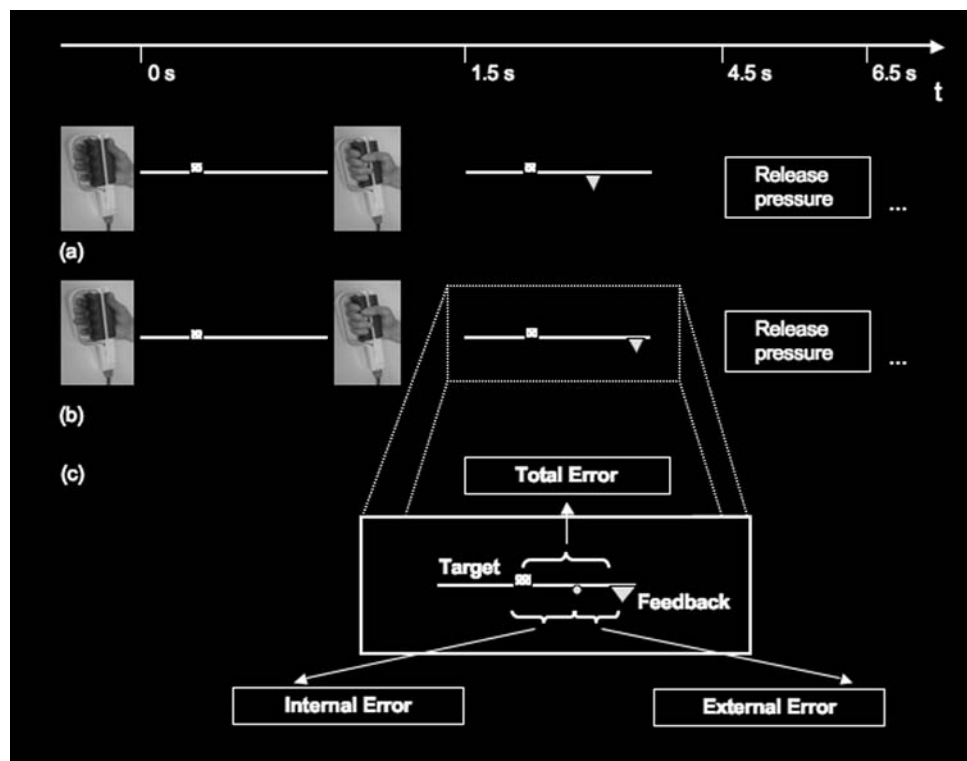 0 s
1.5 s
4.5 s
6.5 s
t
Release
pressure
...
(a)
Release
pressure
...
(b)
(c)
Total Error
Target
Feedback
Internal Error
External Error